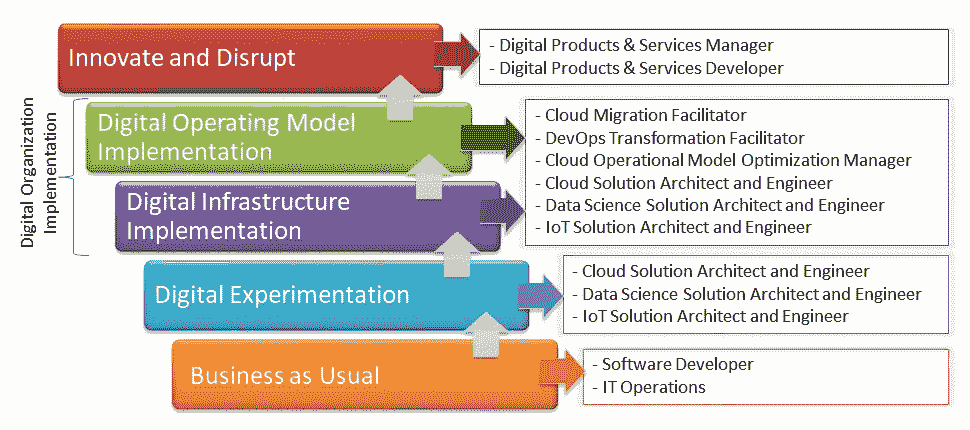 Innovate and Disrupt
- Digital Products & Services Manager
- Digital Products & Services Developer
Digital Organization
Implementation
Digital Operating Model
Implementation
- Cloud Migration Facilitator
- DevOps Transformation Facilitator
- Cloud Operational Model Optimization Manager
- Cloud Solution Architect and Engineer
- Data Science Solution Architect and Engineer
- IoT Solution Architect and Engineer
Digital Infrastructure
Implementation
Digital Experimentation
- Cloud Solution Architect and Engineer
- Data Science Solution Architect and Engineer
- IoT Solution Architect and Engineer
Business as Usual
- Software Developer
- IT Operations